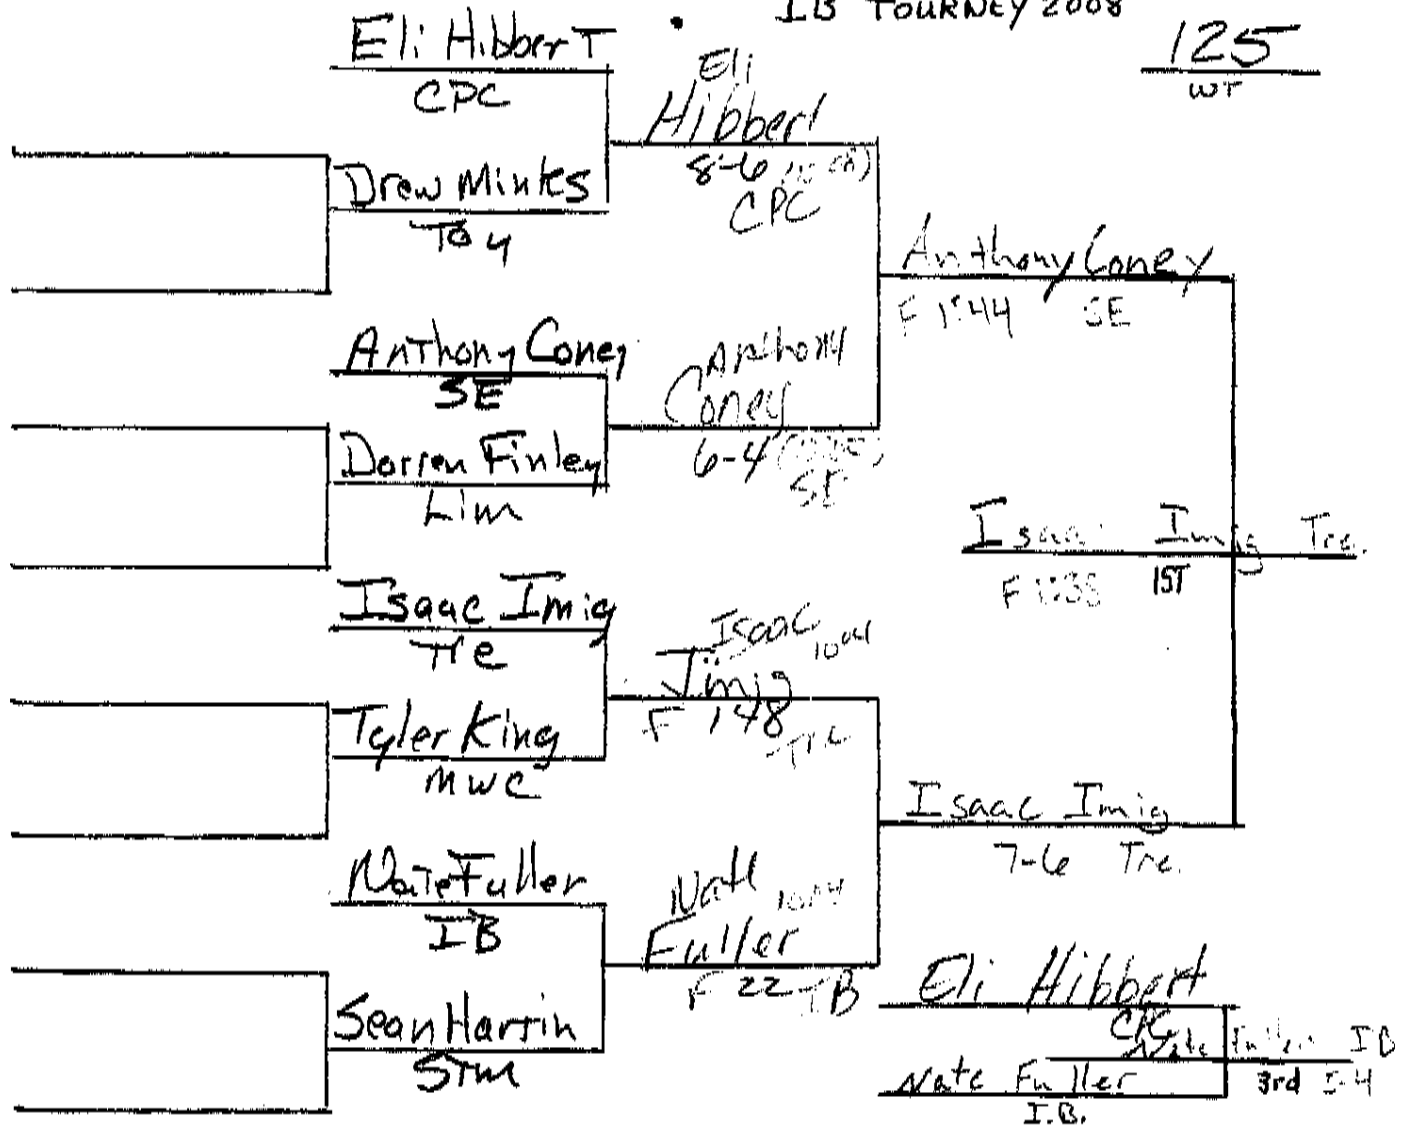 IB TOURNEY 2008
125
WT
Eli Hibbert
CPC
Drew Minks
Anthony Coney
SE
Dorren Finley
Lim
Isaac Imig
Tre
Tyler King
MWC
Nate Fuller
IB
Sean Harrin
STM
Eli
Hibbert
8-6
CPC
Anthony
Coney
6-4
SE
Isaac
Imig
F 1:48
Tre
Nate
Fuller
F 22 IB
Anthony Coney
F 1:44 SE
Isaac Imig
7-6 Tre.
Isaac Imig Tre.
F 1:38 1ST
Eli Hibbert
CPC
Nate Fuller IB
3rd
Nate Fuller
I.B.